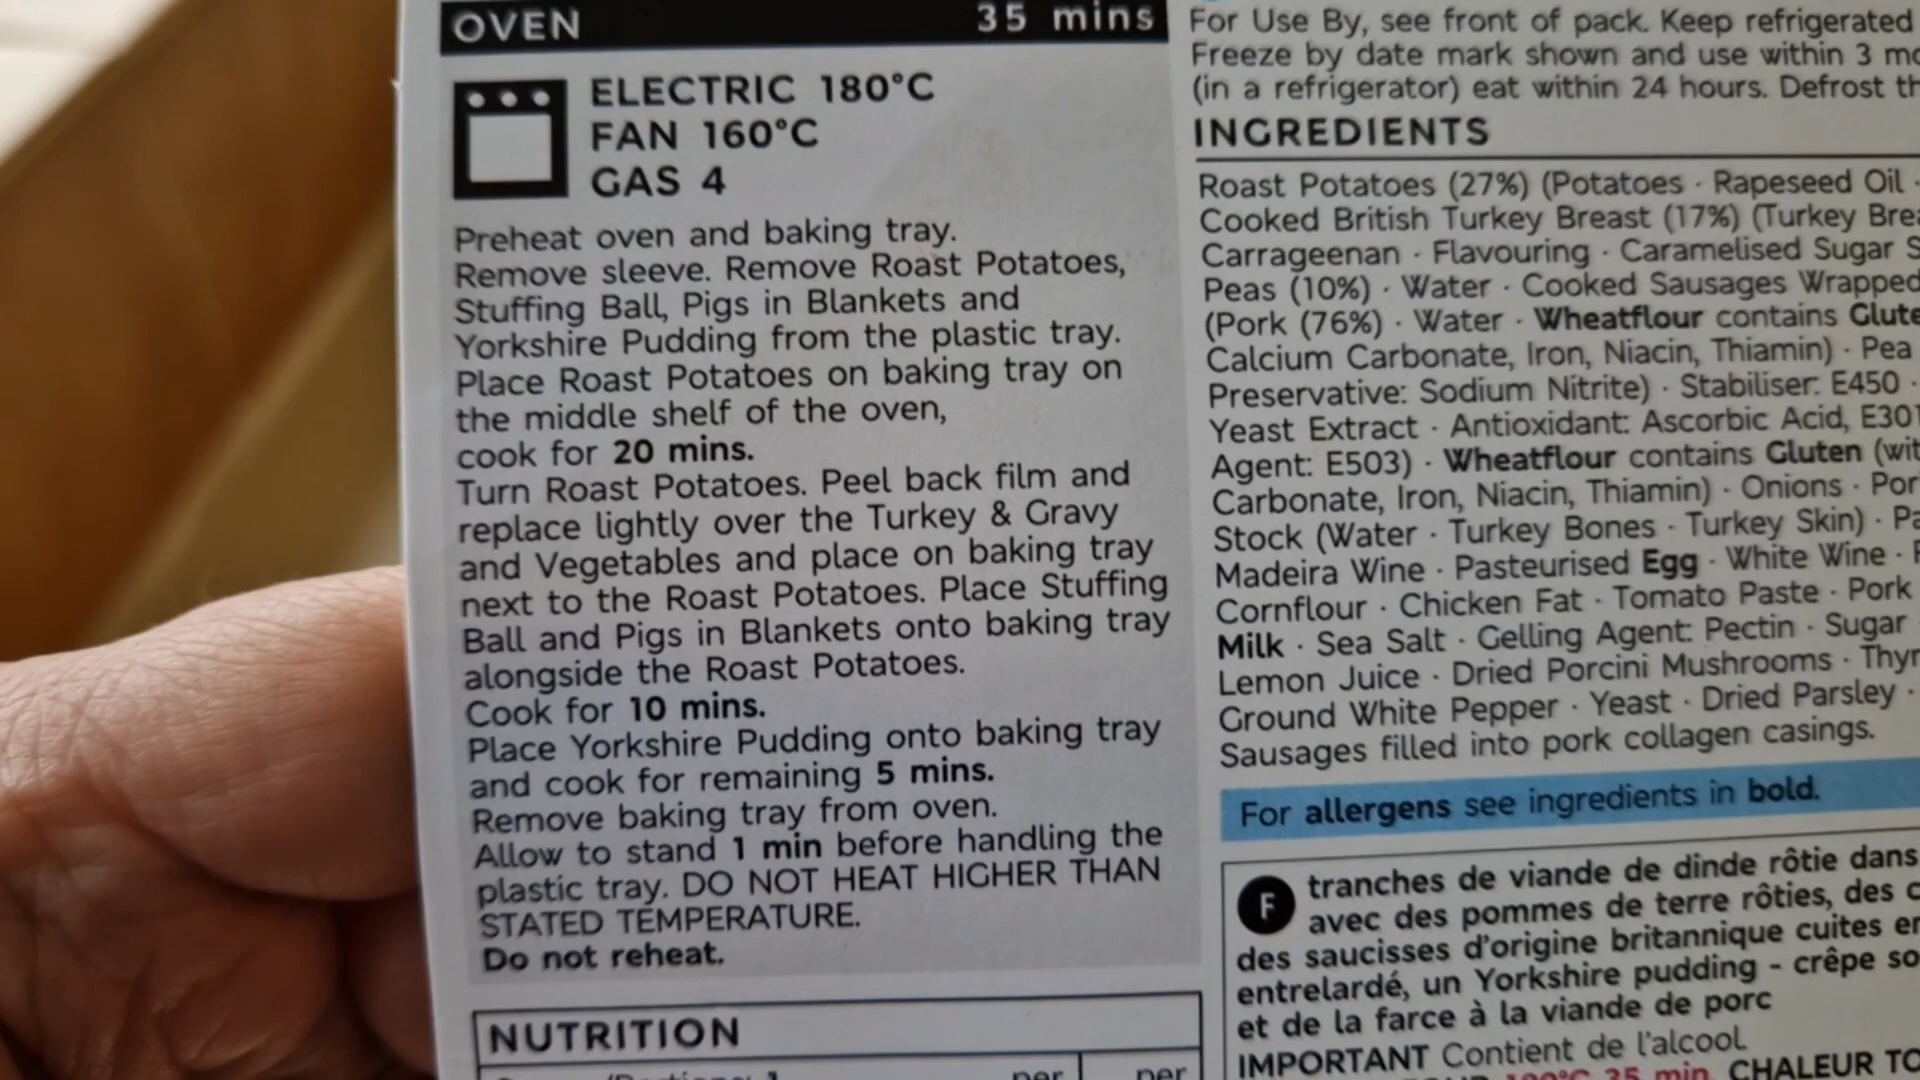 OVEN 35 mins
ELECTRIC 180°C
FAN 160°C
GAS 4
Preheat oven and baking tray.
Remove sleeve. Remove Roast Potatoes,
Stuffing Ball, Pigs in Blankets and
Yorkshire Pudding from the plastic tray.
Place Roast Potatoes on baking tray on
the middle shelf of the oven,
cook for 20 mins.
Turn Roast Potatoes. Peel back film and
replace lightly over the Turkey & Gravy
and Vegetables and place on baking tray
next to the Roast Potatoes. Place Stuffing
Ball and Pigs in Blankets onto baking tray
alongside the Roast Potatoes.
Cook for 10 mins.
Place Yorkshire Pudding onto baking tray
and cook for remaining 5 mins.
Remove baking tray from oven.
Allow to stand 1 min before handling the
plastic tray. DO NOT HEAT HIGHER THAN
STATED TEMPERATURE.
Do not reheat.
NUTRITION
per per
For Use By, see front of pack. Keep refrigerated
Freeze by date mark shown and use within 3
(in a refrigerator) eat within 24 hours. Defrost
INGREDIENTS
Roast Potatoes (27%) (Potatoes · Rapeseed Oil ·
Cooked British Turkey Breast (17%) (Turkey
Carrageenan · Flavouring · Caramelised Sugar
Peas (10%) · Water · Cooked Sausages Wrapped
(Pork (76%) · Water · Wheatflour contains
Calcium Carbonate, Iron, Niacin, Thiamin) · Pea
Preservative: Sodium Nitrite) · Stabiliser: E450 ·
Yeast Extract · Antioxidant: Ascorbic Acid, E301
Agent: E503) · Wheatflour contains Gluten
Carbonate, Iron, Niacin, Thiamin) · Onions ·
Stock (Water · Turkey Bones · Turkey Skin) ·
Madeira Wine · Pasteurised Egg · White Wine ·
Cornflour · Chicken Fat · Tomato Paste · Pork
Milk · Sea Salt · Gelling Agent: Pectin · Sugar
Lemon Juice · Dried Porcini Mushrooms ·
Ground White Pepper · Yeast · Dried Parsley ·
Sausages filled into pork collagen casings.
For allergens see ingredients in bold.
F tranches de viande de dinde rôtie dans
avec des pommes de terre rôties, des
des saucisses d'origine britannique cuites
entrelardé, un Yorkshire pudding - crêpe
et de la farce à la viande de porc
IMPORTANT Contient de l'alcool.
35 min. CHALEUR